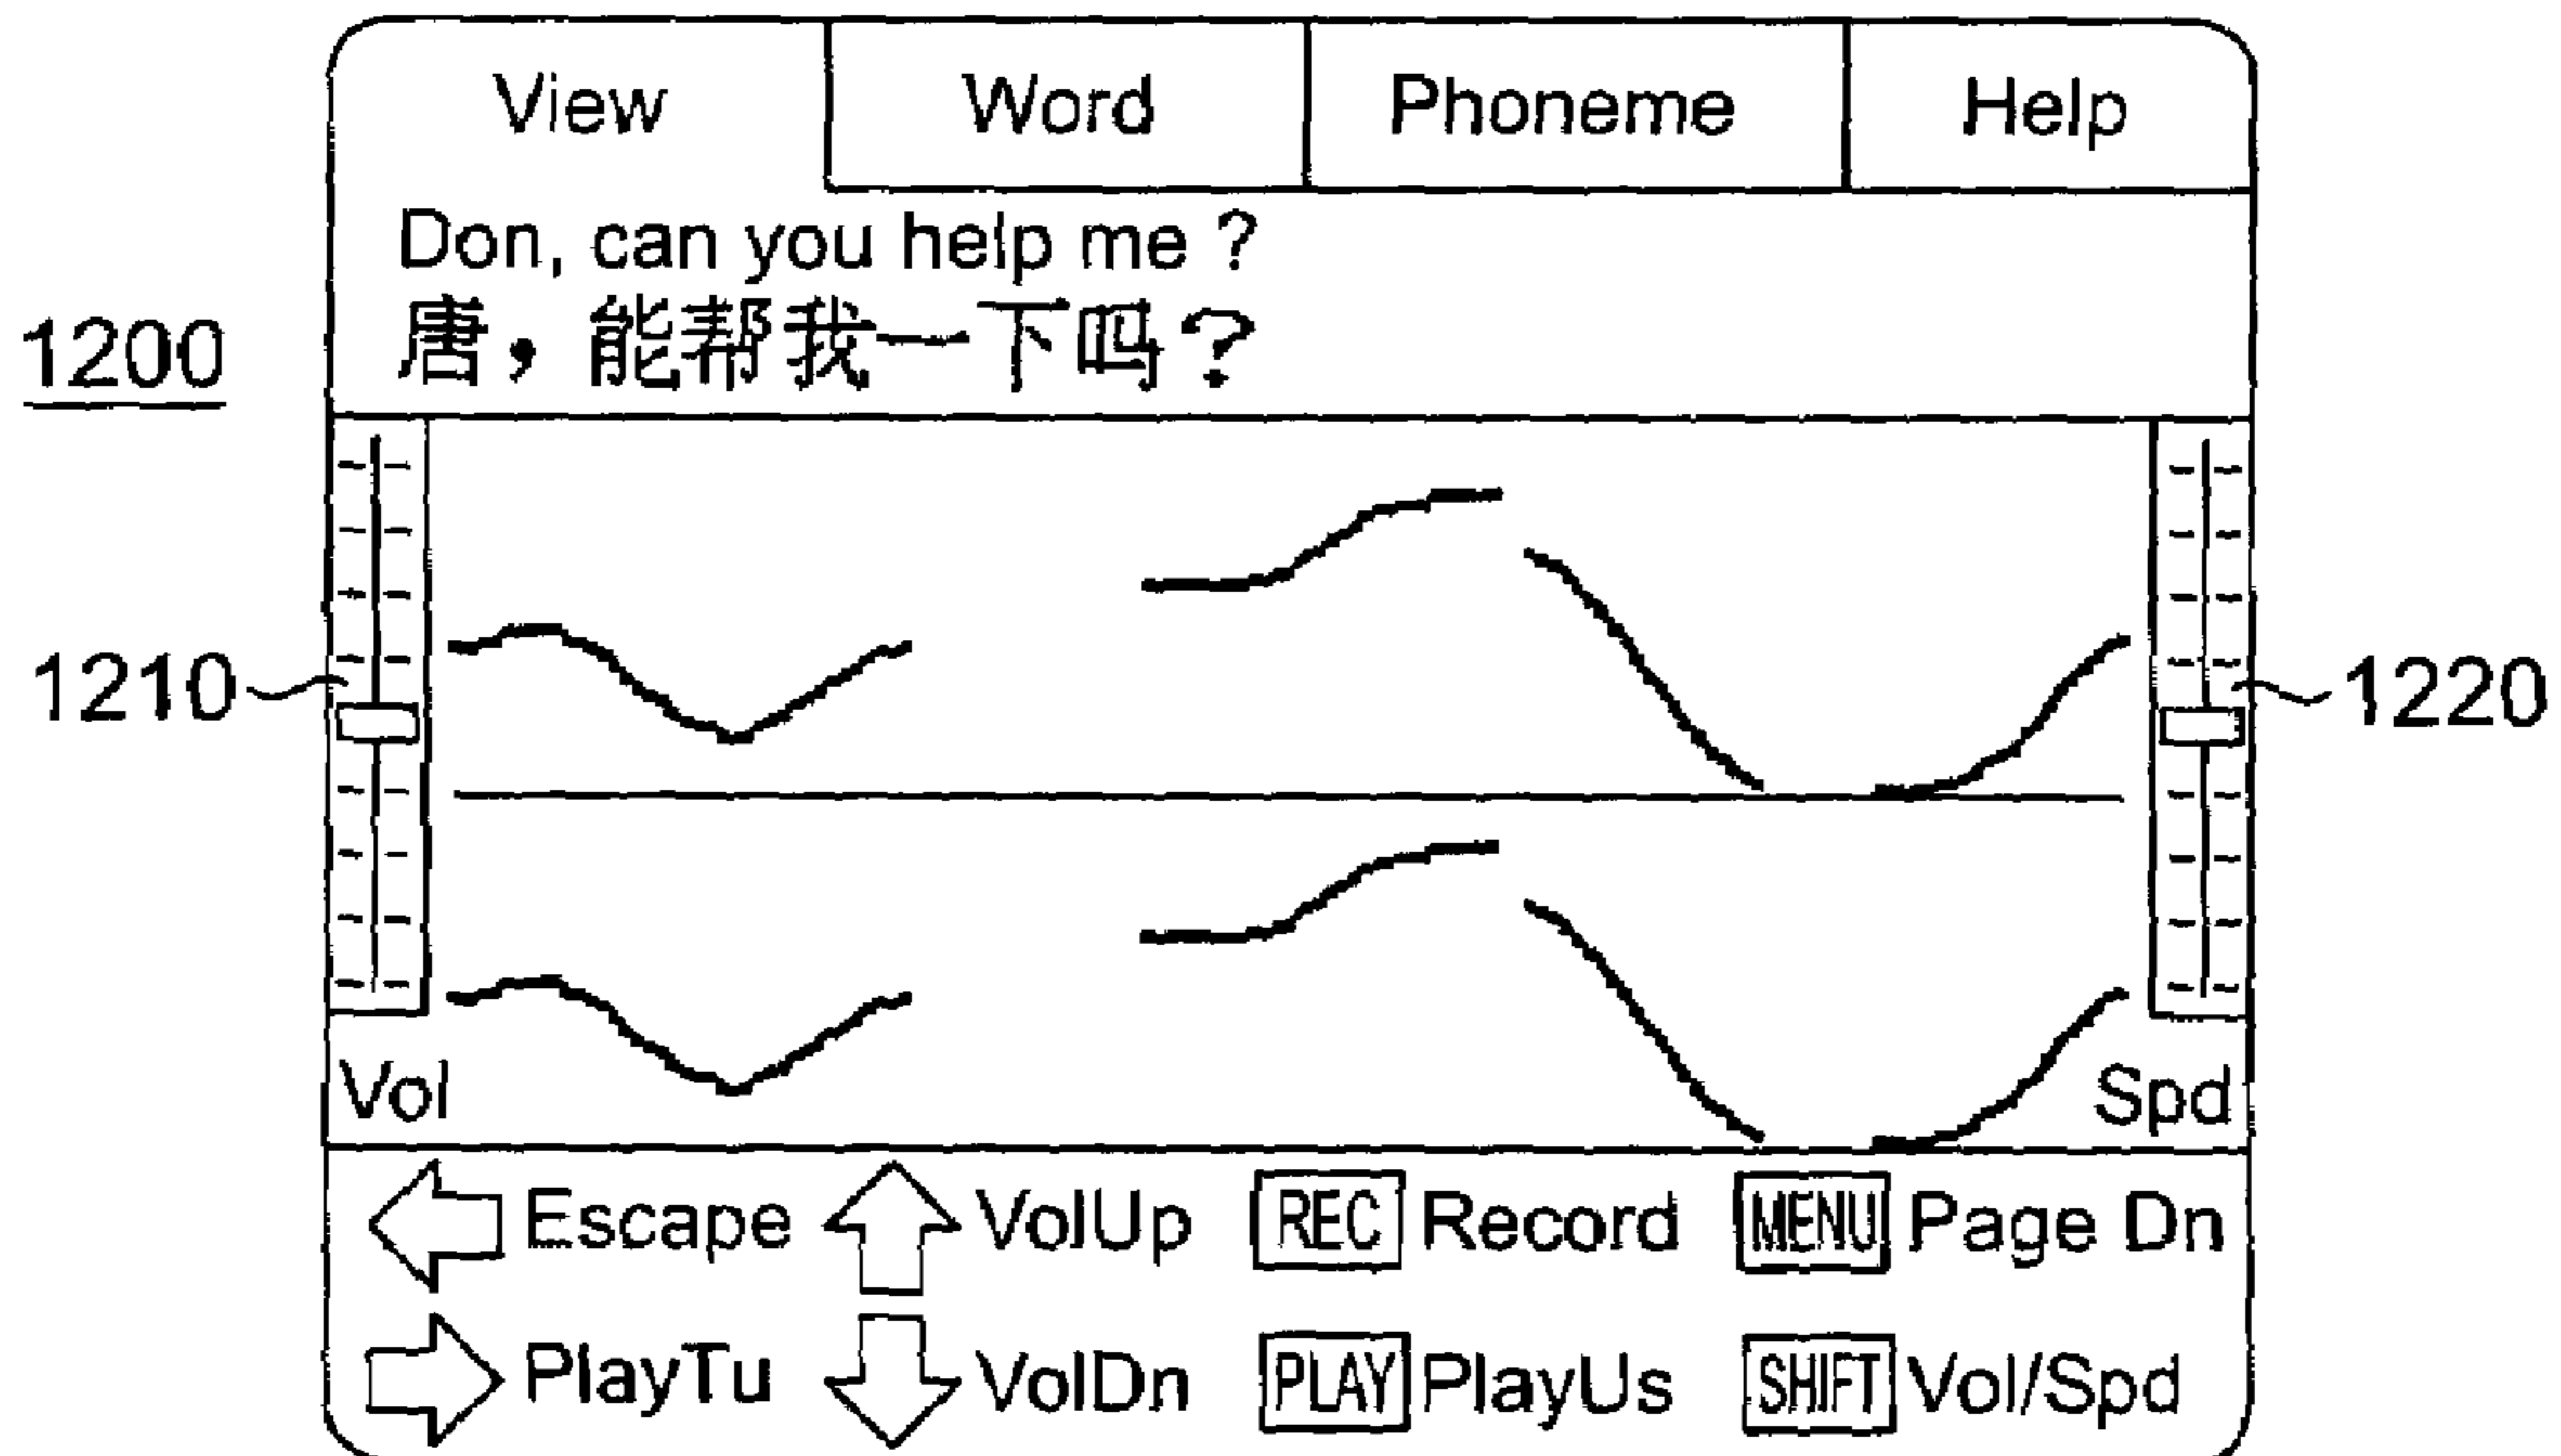 View Word Phoneme Help
Don, can you help me ?
唐，能帮我一下吗？
1200
1210
1220
Vol
Spd
Escape VolUp REC Record MENU Page Dn
PlayTu VolDn PLAY PlayUs SHIFT Vol/Spd